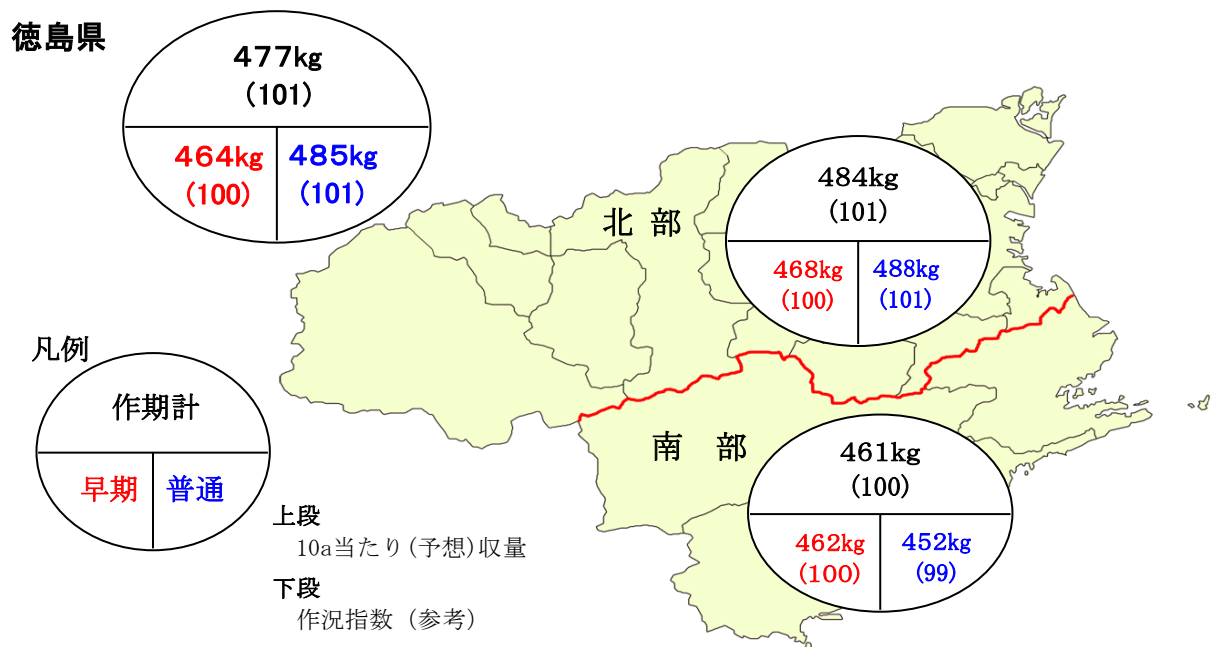 徳島県
477kg
(101)
464kg
(100)
485kg
(101)
北 部
484kg
(101)
468kg
(100)
488kg
(101)
凡例
作期計
早期
普通
南 部
461kg
(100)
462kg
(100)
452kg
(99)
上段
10a当たり(予想)収量
下段
作況指数 (参考)